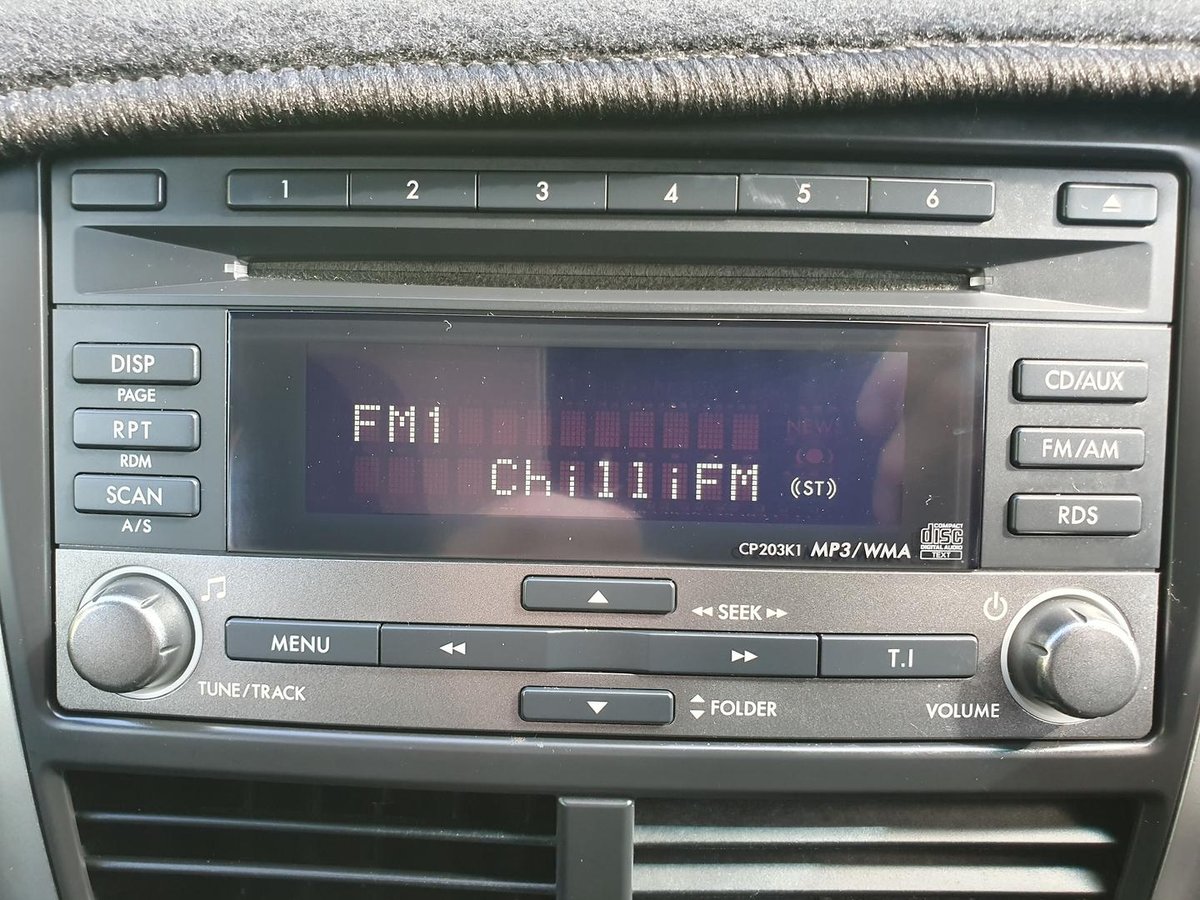 1 2 3 4 5 6
DISP
PAGE
RPT
RDM
SCAN
A/S
FM1
ChilliFM (ST)
NEW!
CP203K1 MP3/WMA
COMPACT
disc
DIGITAL AUDIO
TEXT
CD/AUX
FM/AM
RDS
SEEK
MENU
T.I
TUNE/TRACK
FOLDER
VOLUME